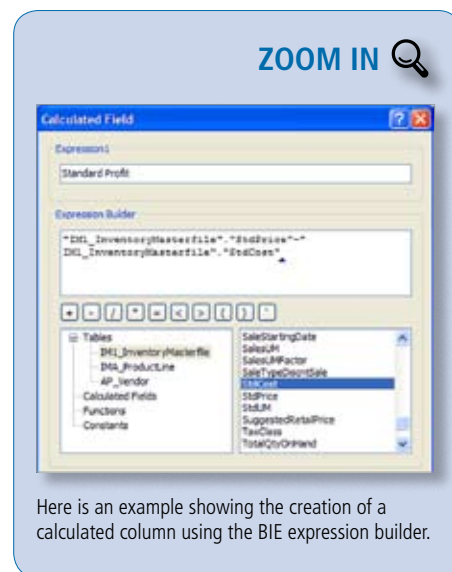 ZOOM IN
Calculated Field
Expression1
Standard Profit
Expression Builder
"IM1_InventoryMasterfile"."StdPrice"-"
IM1_InventoryMasterfile"."StdCost"
+ - / * = < > ( ) '
Tables
IM1_InventoryMasterfile
IMA_ProductLine
AP_Vendor
Calculated Fields
Functions
Constants
SaleStartingDate
SalesUM
SalesUMFactor
SaleTypeDiscntSale
StdCost
StdPrice
StdUM
SuggestedRetailPrice
TaxClass
TotalQtyOnHand
Here is an example showing the creation of a
calculated column using the BIE expression builder.